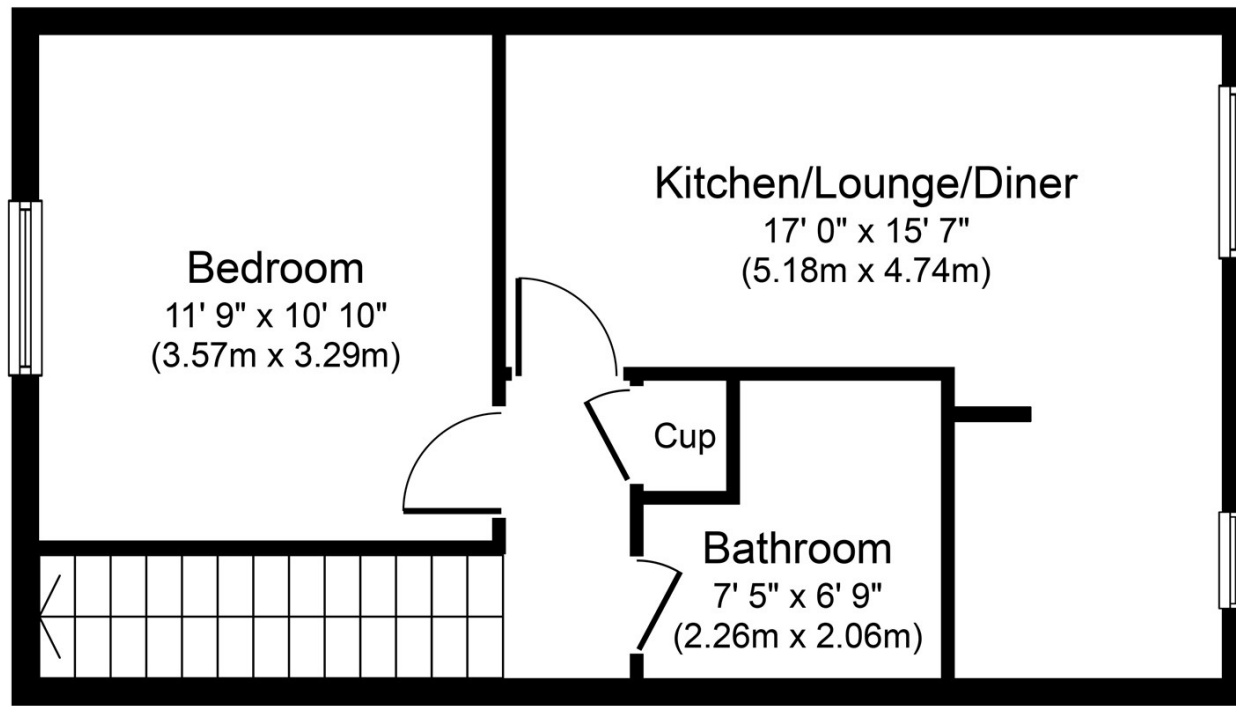 Bedroom
11' 9" x 10' 10"
(3.57m x 3.29m)
Kitchen/Lounge/Diner
17' 0" x 15' 7"
(5.18m x 4.74m)
Cup
Bathroom
7' 5" x 6' 9"
(2.26m x 2.06m)